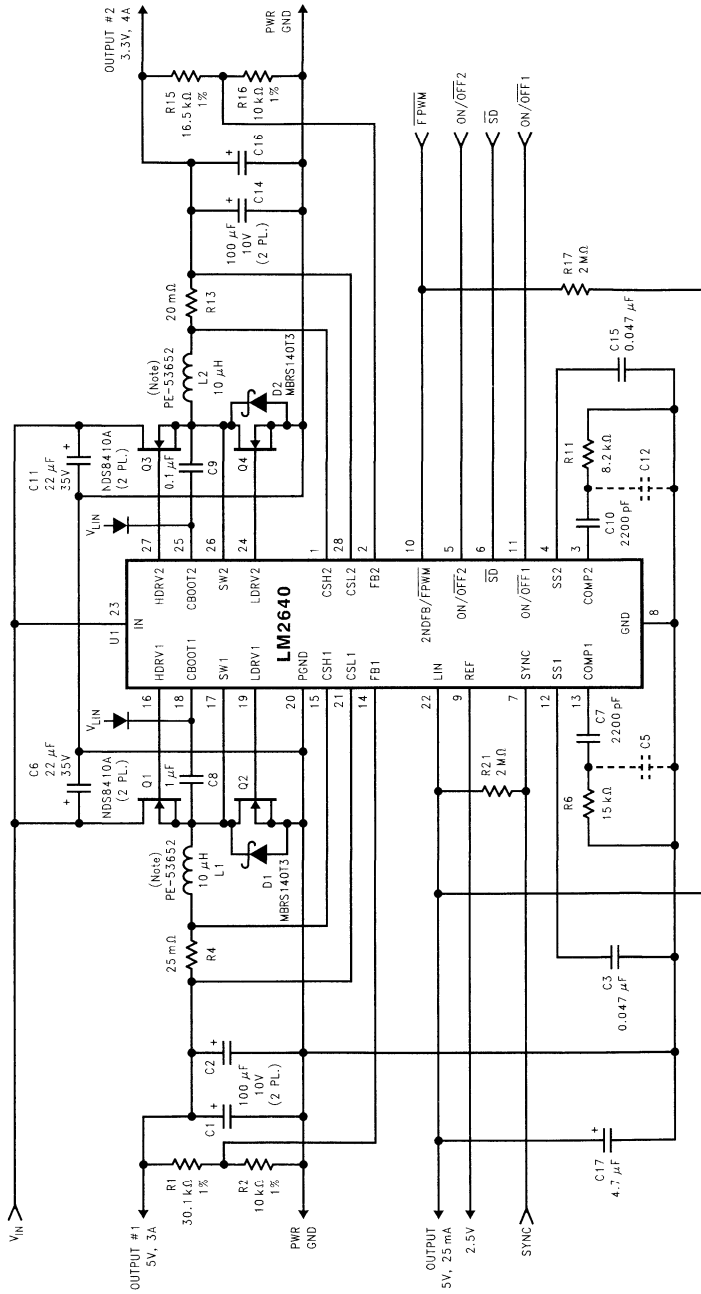 V_IN
OUTPUT #1
5V, 3A
R1
30.1 kΩ
1%
R2
10 kΩ
1%
PWR
GND
C1
C2
100 μF
10V
(2 PL.)
25 mΩ
R4
(Note)
PE-53652
10 μH
L1
D1
MBRS140T3
C6
22 μF
35V
NDS8410A
(2 PL.)
Q1
1 μF
C8
Q2
V_LIN
16
18
17
19
20
15
21
14
U1
23
IN
HDRV1
CBOOT1
SW1
LDRV1
PGND
CSH1
CSL1
FB1
LM2640
HDRV2
CBOOT2
SW2
LDRV2
CSH2
CSL2
FB2
27
25
26
24
1
28
2
V_LIN
C11
22 μF
35V
NDS8410A
(2 PL.)
Q3
0.1 μF
C9
Q4
(Note)
PE-53652
L2
10 μH
D2
MBRS140T3
20 mΩ
R13
100 μF
10V
(2 PL.)
C14
C16
OUTPUT #2
3.3V, 4A
R15
16.5 kΩ
1%
R16
10 kΩ
1%
PWR
GND
OUTPUT
5V, 25 mA
2.5V
SYNC
C17
4.7 μF
C3
0.047 μF
R21
2 MΩ
R6
15 kΩ
C7
2200 pF
C5
22
9
7
12
13
LIN
REF
SYNC
SS1
COMP1
2NDFB/F̅P̅W̅M̅
ON/O̅F̅F̅2̅
S̅D̅
ON/O̅F̅F̅1̅
SS2
COMP2
GND
8
10
5
6
11
4
3
C10
2200 pF
R11
8.2 kΩ
C12
C15
0.047 μF
R17
2 MΩ
F̅ ̅P̅W̅M̅
ON/O̅F̅F̅2̅
S̅D̅
ON/O̅F̅F̅1̅